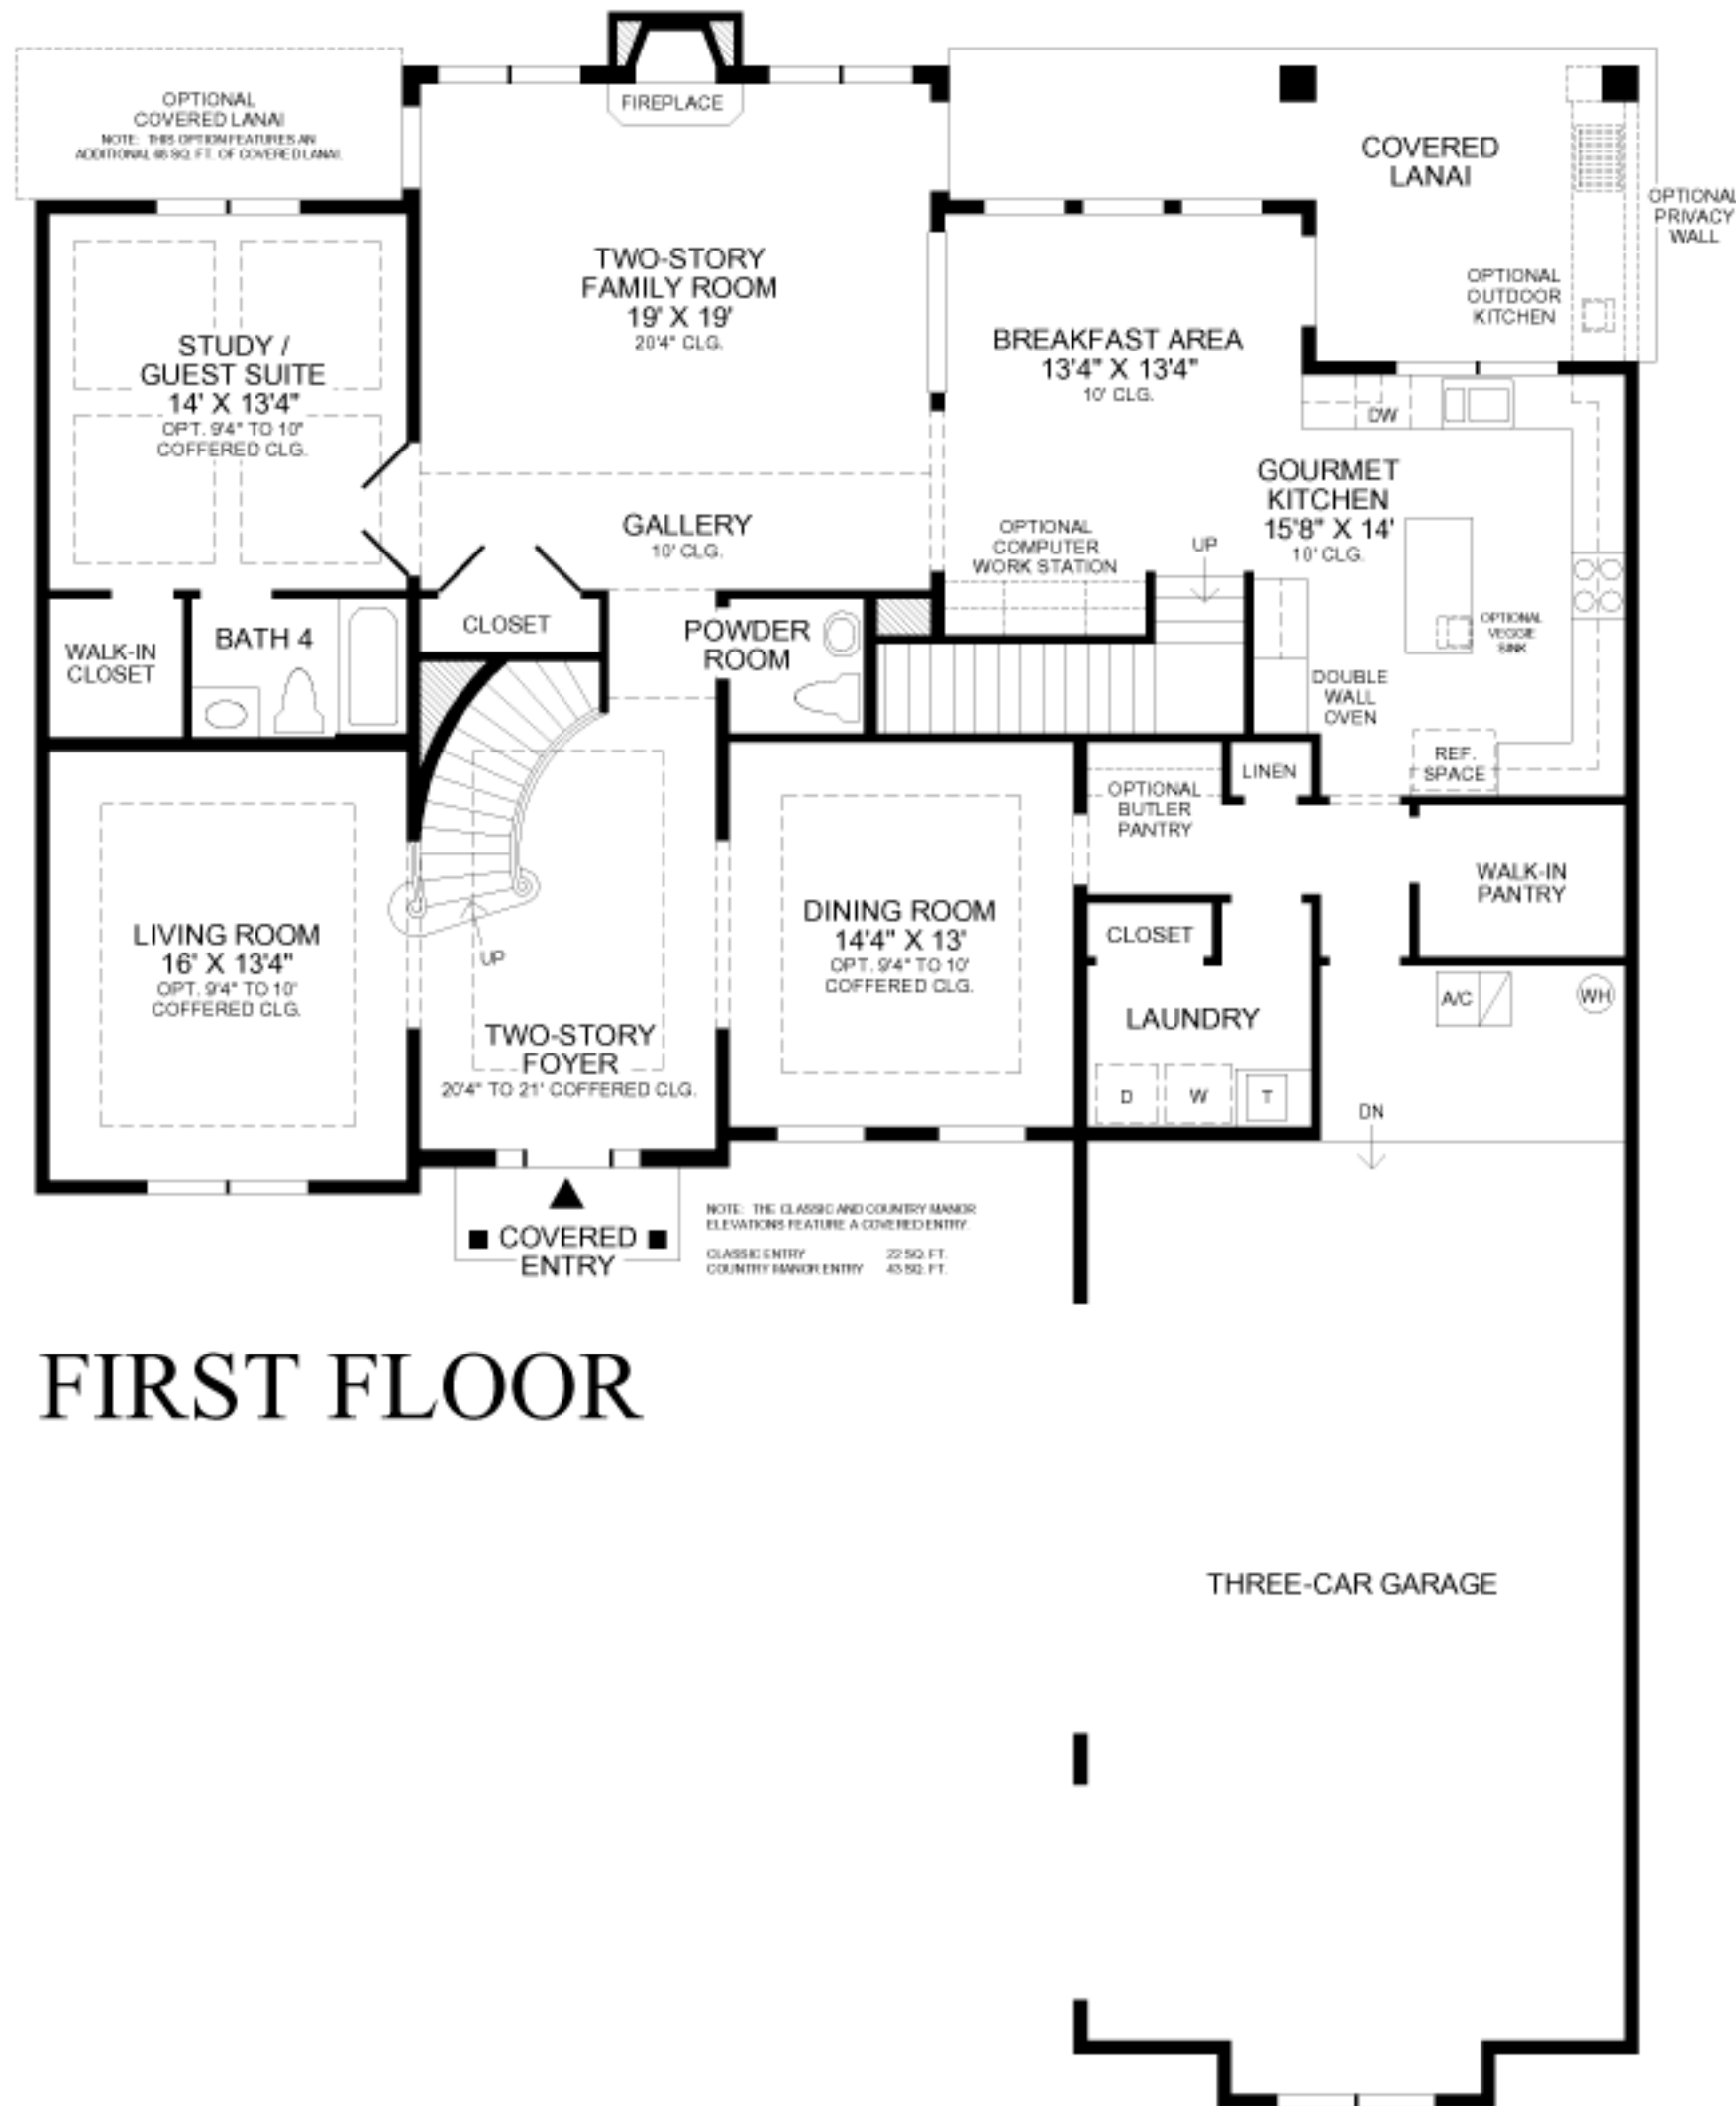 OPTIONAL
COVERED LANAI
NOTE: THIS OPTION FEATURES AN
ADDITIONAL 68 SQ. FT. OF COVERED LANAI.
FIREPLACE
COVERED
LANAI
OPTIONAL
PRIVACY
WALL
OPTIONAL
OUTDOOR
KITCHEN
TWO-STORY
FAMILY ROOM
19' X 19'
20'4" CLG.
STUDY /
GUEST SUITE
14' X 13'4"
OPT. 9'4" TO 10"
COFFERED CLG.
BREAKFAST AREA
13'4" X 13'4"
10' CLG.
DW
GOURMET
KITCHEN
15'8" X 14'
10' CLG.
GALLERY
10' CLG.
OPTIONAL
COMPUTER
WORK STATION
UP
OPTIONAL
VEGGIE
SINK
CLOSET
POWDER
ROOM
WALK-IN
CLOSET
BATH 4
DOUBLE
WALL
OVEN
REF.
SPACE
LINEN
OPTIONAL
BUTLER
PANTRY
WALK-IN
PANTRY
LIVING ROOM
16' X 13'4"
OPT. 9'4" TO 10'
COFFERED CLG.
UP
DINING ROOM
14'4" X 13'
OPT. 9'4" TO 10'
COFFERED CLG.
CLOSET
LAUNDRY
A/C
WH
TWO-STORY
FOYER
20'4" TO 21' COFFERED CLG.
D
W
T
DN
COVERED
ENTRY
NOTE: THE CLASSIC AND COUNTRY MANOR
ELEVATIONS FEATURE A COVERED ENTRY.
CLASSIC ENTRY 22 SQ. FT.
COUNTRY MANOR ENTRY 43 SQ. FT.
FIRST FLOOR
THREE-CAR GARAGE